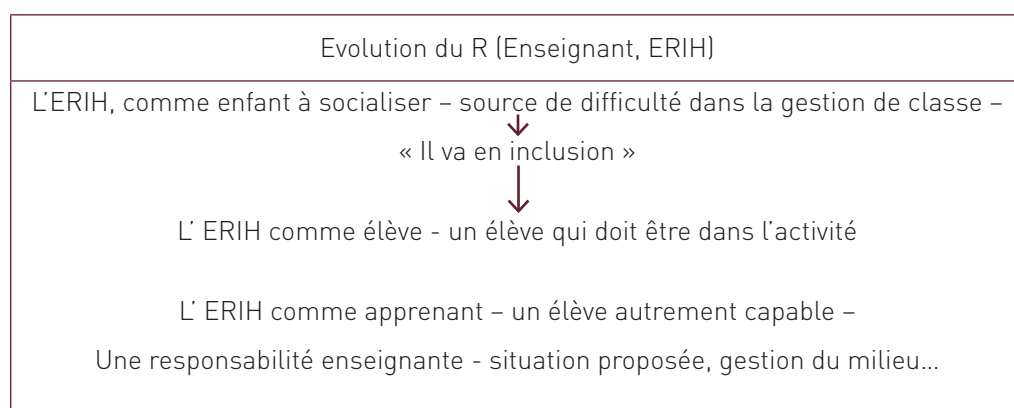 Evolution du R (Enseignant, ERIH)
L'ERIH, comme enfant à socialiser – source de difficulté dans la gestion de classe –
« Il va en inclusion »
L' ERIH comme élève - un élève qui doit être dans l'activité
L' ERIH comme apprenant – un élève autrement capable –
Une responsabilité enseignante - situation proposée, gestion du milieu...